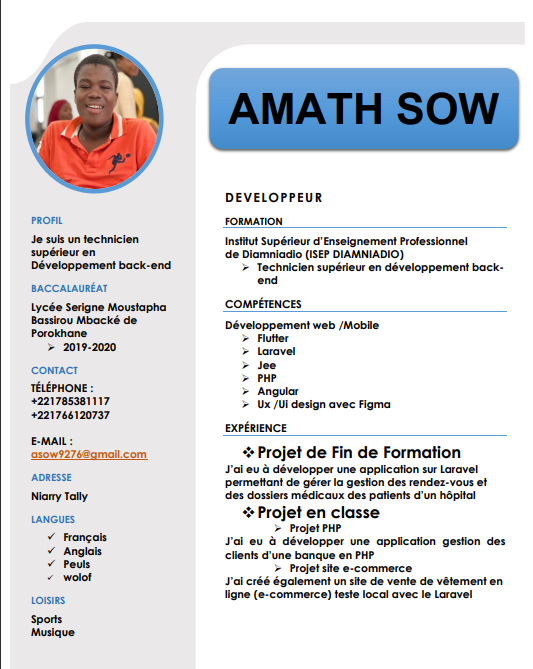 AMATH SOW
DEVELOPPEUR
PROFIL
Je suis un technicien
supérieur en
Développement back-end
BACCALAURÉAT
Lycée Serigne Moustapha
Bassirou Mbacké de
Porokhane
➢ 2019-2020
CONTACT
TÉLÉPHONE :
+221785381117
+221766120737
E-MAIL :
asow9276@gmail.com
ADRESSE
Niarry Tally
LANGUES
✓ Français
✓ Anglais
✓ Peuls
✓ wolof
LOISIRS
Sports
Musique
FORMATION
Institut Supérieur d'Enseignement Professionnel
de Diamniadio (ISEP DIAMNIADIO)
➢ Technicien supérieur en développement back-
end
COMPÉTENCES
Développement web /Mobile
➢ Flutter
➢ Laravel
➢ Jee
➢ PHP
➢ Angular
➢ Ux /Ui design avec Figma
EXPÉRIENCE
❖Projet de Fin de Formation
J'ai eu à développer une application sur Laravel
permettant de gérer la gestion des rendez-vous et
des dossiers médicaux des patients d'un hôpital
❖Projet en classe
➢ Projet PHP
J'ai eu à développer une application gestion des
clients d'une banque en PHP
➢ Projet site e-commerce
J'ai créé également un site de vente de vêtement en
ligne (e-commerce) teste local avec le Laravel